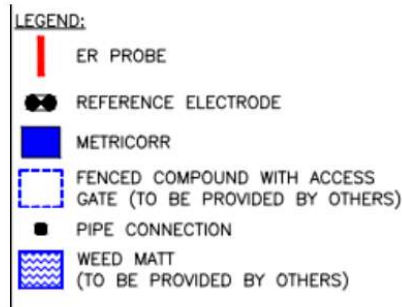 LEGEND:
ER PROBE
REFERENCE ELECTRODE
METRICORR
FENCED COMPOUND WITH ACCESS
GATE (TO BE PROVIDED BY OTHERS)
PIPE CONNECTION
WEED MATT
(TO BE PROVIDED BY OTHERS)